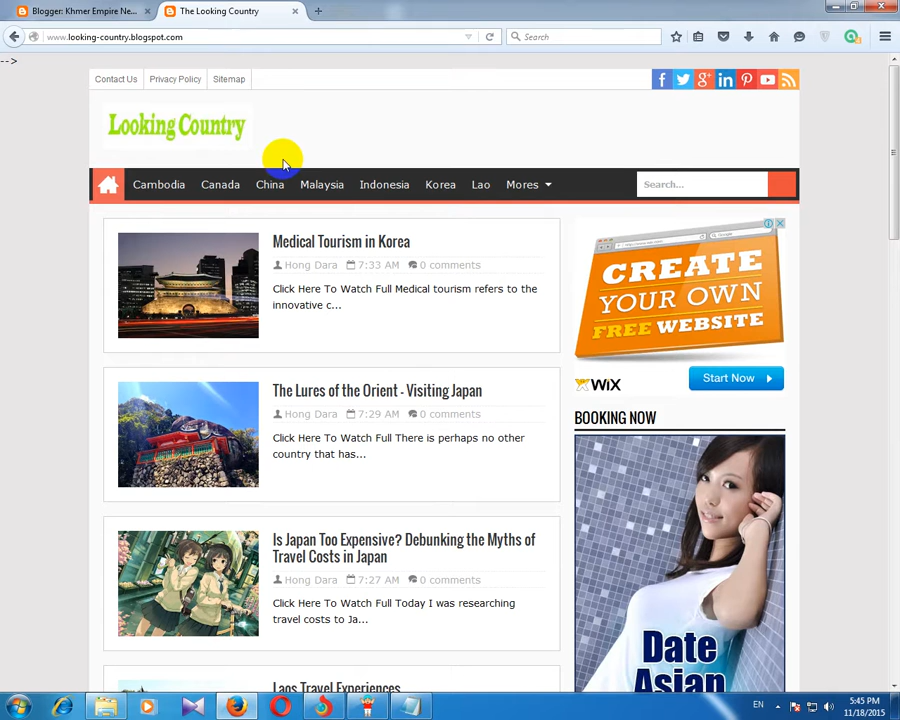 Blogger: Khmer Empire Ne...
The Looking Country
www.looking-country.blogspot.com
Search
-->
Contact Us
Privacy Policy
Sitemap
Looking Country
Cambodia
Canada
China
Malaysia
Indonesia
Korea
Lao
Mores
Search...
Medical Tourism in Korea
Hong Dara 7:33 AM 0 comments
Click Here To Watch Full Medical tourism refers to the
innovative c...
The Lures of the Orient - Visiting Japan
Hong Dara 7:29 AM 0 comments
Click Here To Watch Full There is perhaps no other
country that has...
Is Japan Too Expensive? Debunking the Myths of
Travel Costs in Japan
Hong Dara 7:27 AM 0 comments
Click Here To Watch Full Today I was researching
travel costs to Ja...
Laos Travel Experiences
CREATE
YOUR OWN
FREE WEBSITE
WiX
Start Now
BOOKING NOW
Date
Asian
EN
5:45 PM
11/18/2015